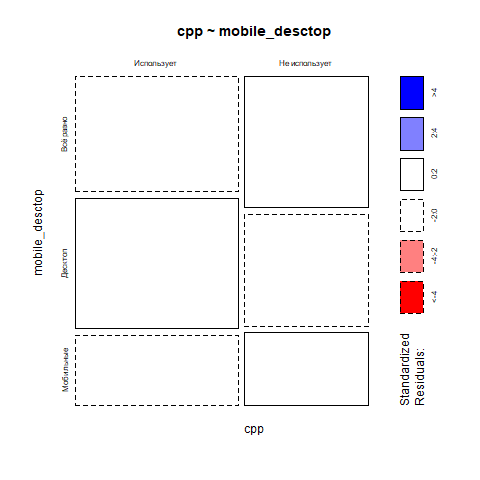 cpp ~ mobile_desctop
Использует
Не использует
Всё равно
Десктоп
Мобильные
mobile_desctop
cpp
>4
2:4
0:2
-2:0
-4:-2
<-4
Standardized
Residuals: